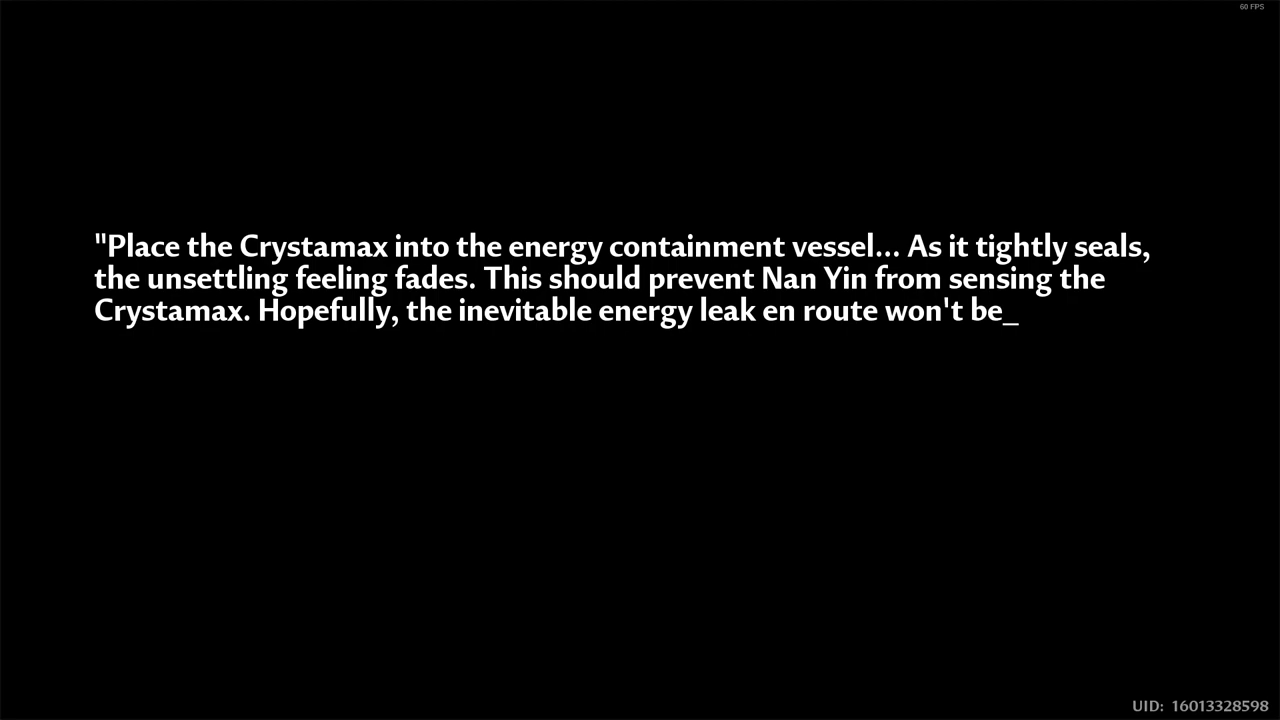 60 FPS
"Place the Crystamax into the energy containment vessel... As it tightly seals,
the unsettling feeling fades. This should prevent Nan Yin from sensing the
Crystamax. Hopefully, the inevitable energy leak en route won't be_
UID: 16013328598